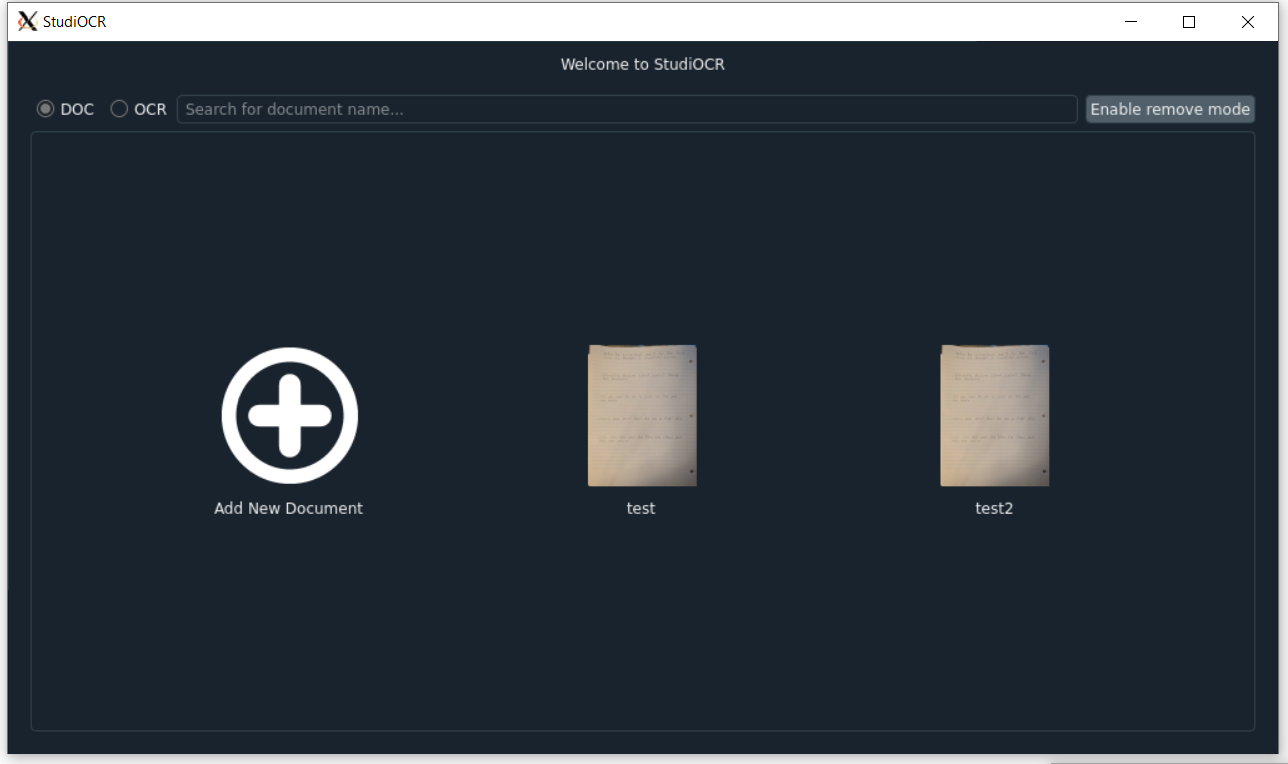 StudiOCR
Welcome to StudiOCR
DOC OCR Search for document name... Enable remove mode
Add New Document test test2